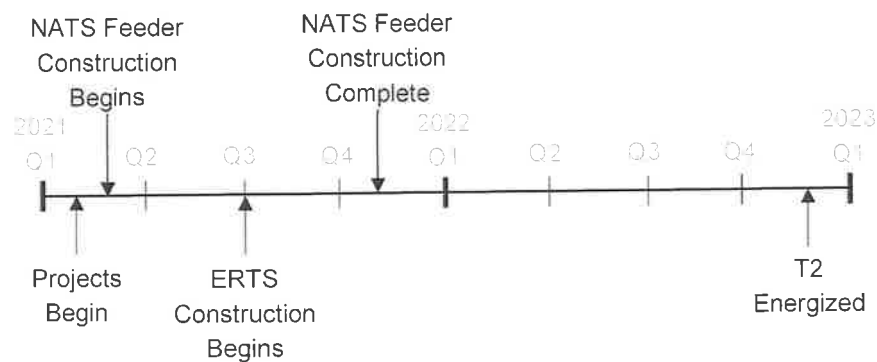 NATS Feeder
Construction
Begins
NATS Feeder
Construction
Complete
2021
2022
2023
Q1
Q2
Q3
Q4
Q1
Q2
Q3
Q4
Q1
Projects
Begin
ERTS
Construction
Begins
T2
Energized